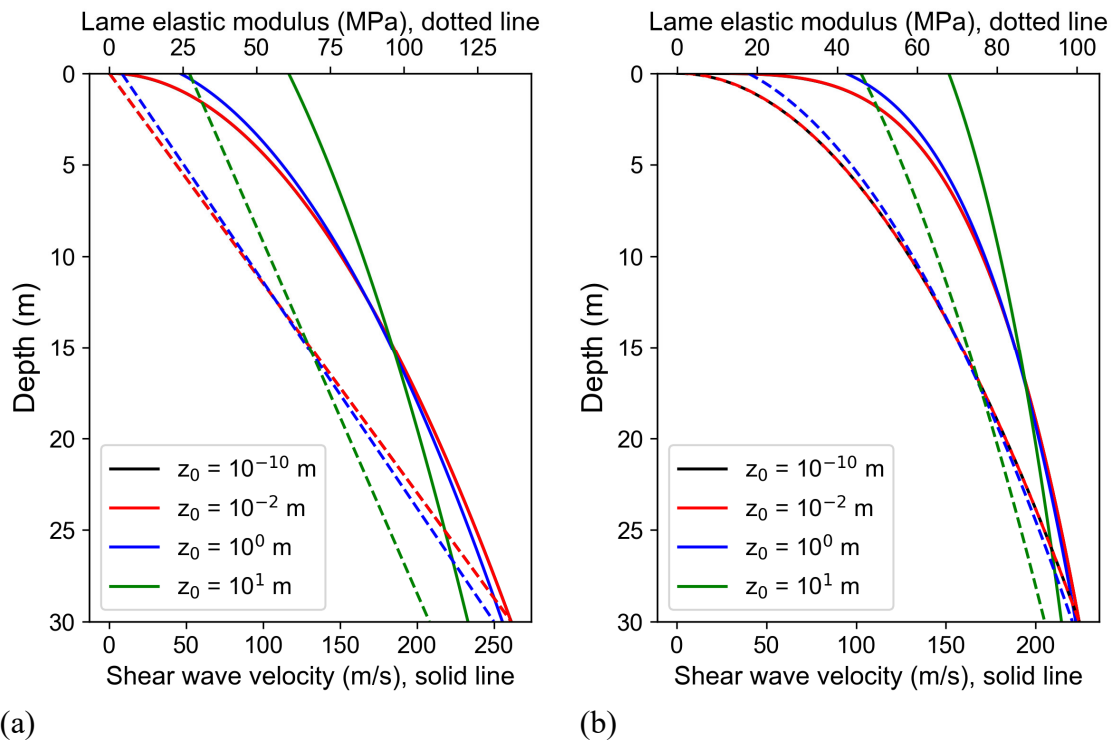 Lame elastic modulus (MPa), dotted line
0 25 50 75 100 125
0
5
10
15
20
25
30
Depth (m)
z₀ = 10⁻¹⁰ m
z₀ = 10⁻² m
z₀ = 10⁰ m
z₀ = 10¹ m
0 50 100 150 200 250
Shear wave velocity (m/s), solid line
(a)
Lame elastic modulus (MPa), dotted line
0 20 40 60 80 100
0
5
10
15
20
25
30
Depth (m)
z₀ = 10⁻¹⁰ m
z₀ = 10⁻² m
z₀ = 10⁰ m
z₀ = 10¹ m
0 50 100 150 200
Shear wave velocity (m/s), solid line
(b)